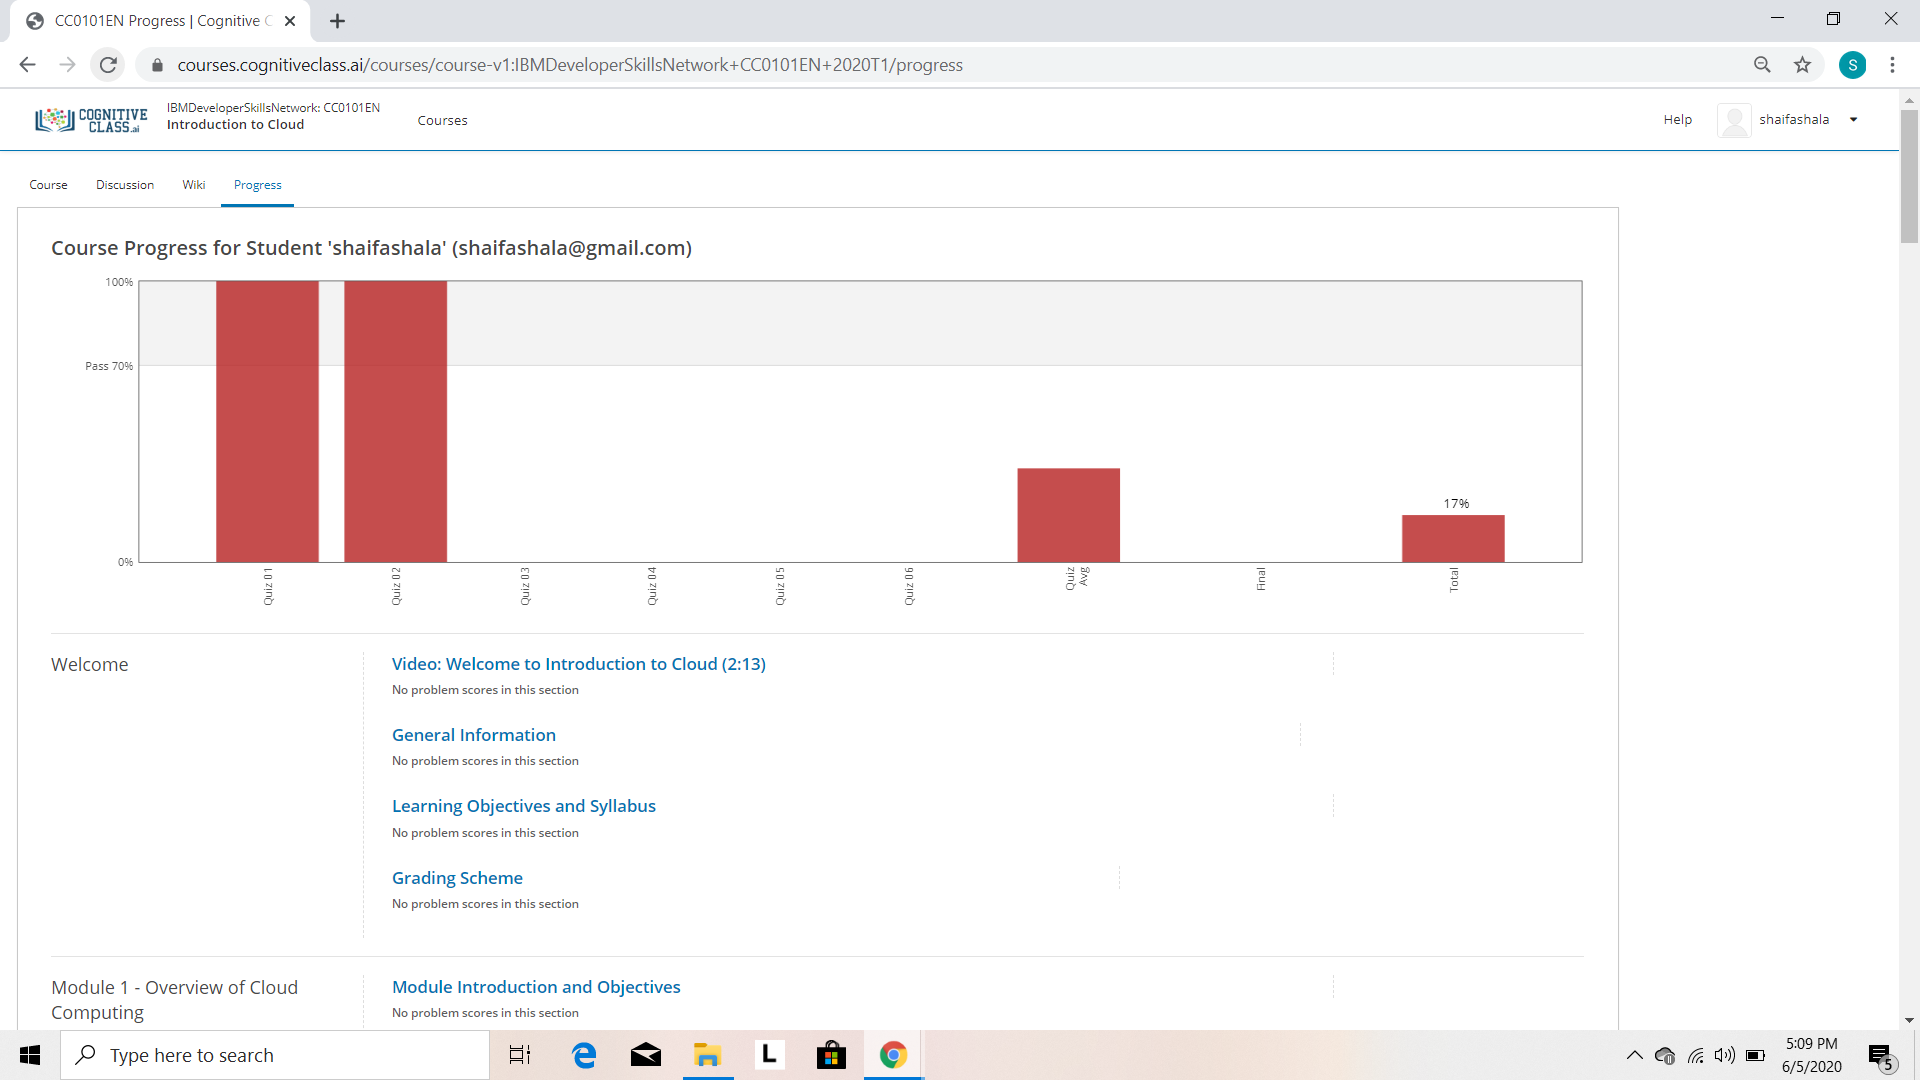 CC0101EN Progress | Cognitive C
courses.cognitiveclass.ai/courses/course-v1:IBMDeveloperSkillsNetwork+CC0101EN+2020T1/progress
S
COGNITIVE
CLASS.ai
IBMDeveloperSkillsNetwork: CC0101EN
Introduction to Cloud
Courses
Help
shaifashala
Course
Discussion
Wiki
Progress
Course Progress for Student 'shaifashala' (shaifashala@gmail.com)
100%
Pass 70%
0%
17%
Quiz 01
Quiz 02
Quiz 03
Quiz 04
Quiz 05
Quiz 06
Quiz
Avg
Final
Total
Welcome
Video: Welcome to Introduction to Cloud (2:13)
No problem scores in this section
General Information
No problem scores in this section
Learning Objectives and Syllabus
No problem scores in this section
Grading Scheme
No problem scores in this section
Module 1 - Overview of Cloud
Computing
Module Introduction and Objectives
No problem scores in this section
Type here to search
L
5:09 PM
6/5/2020
5